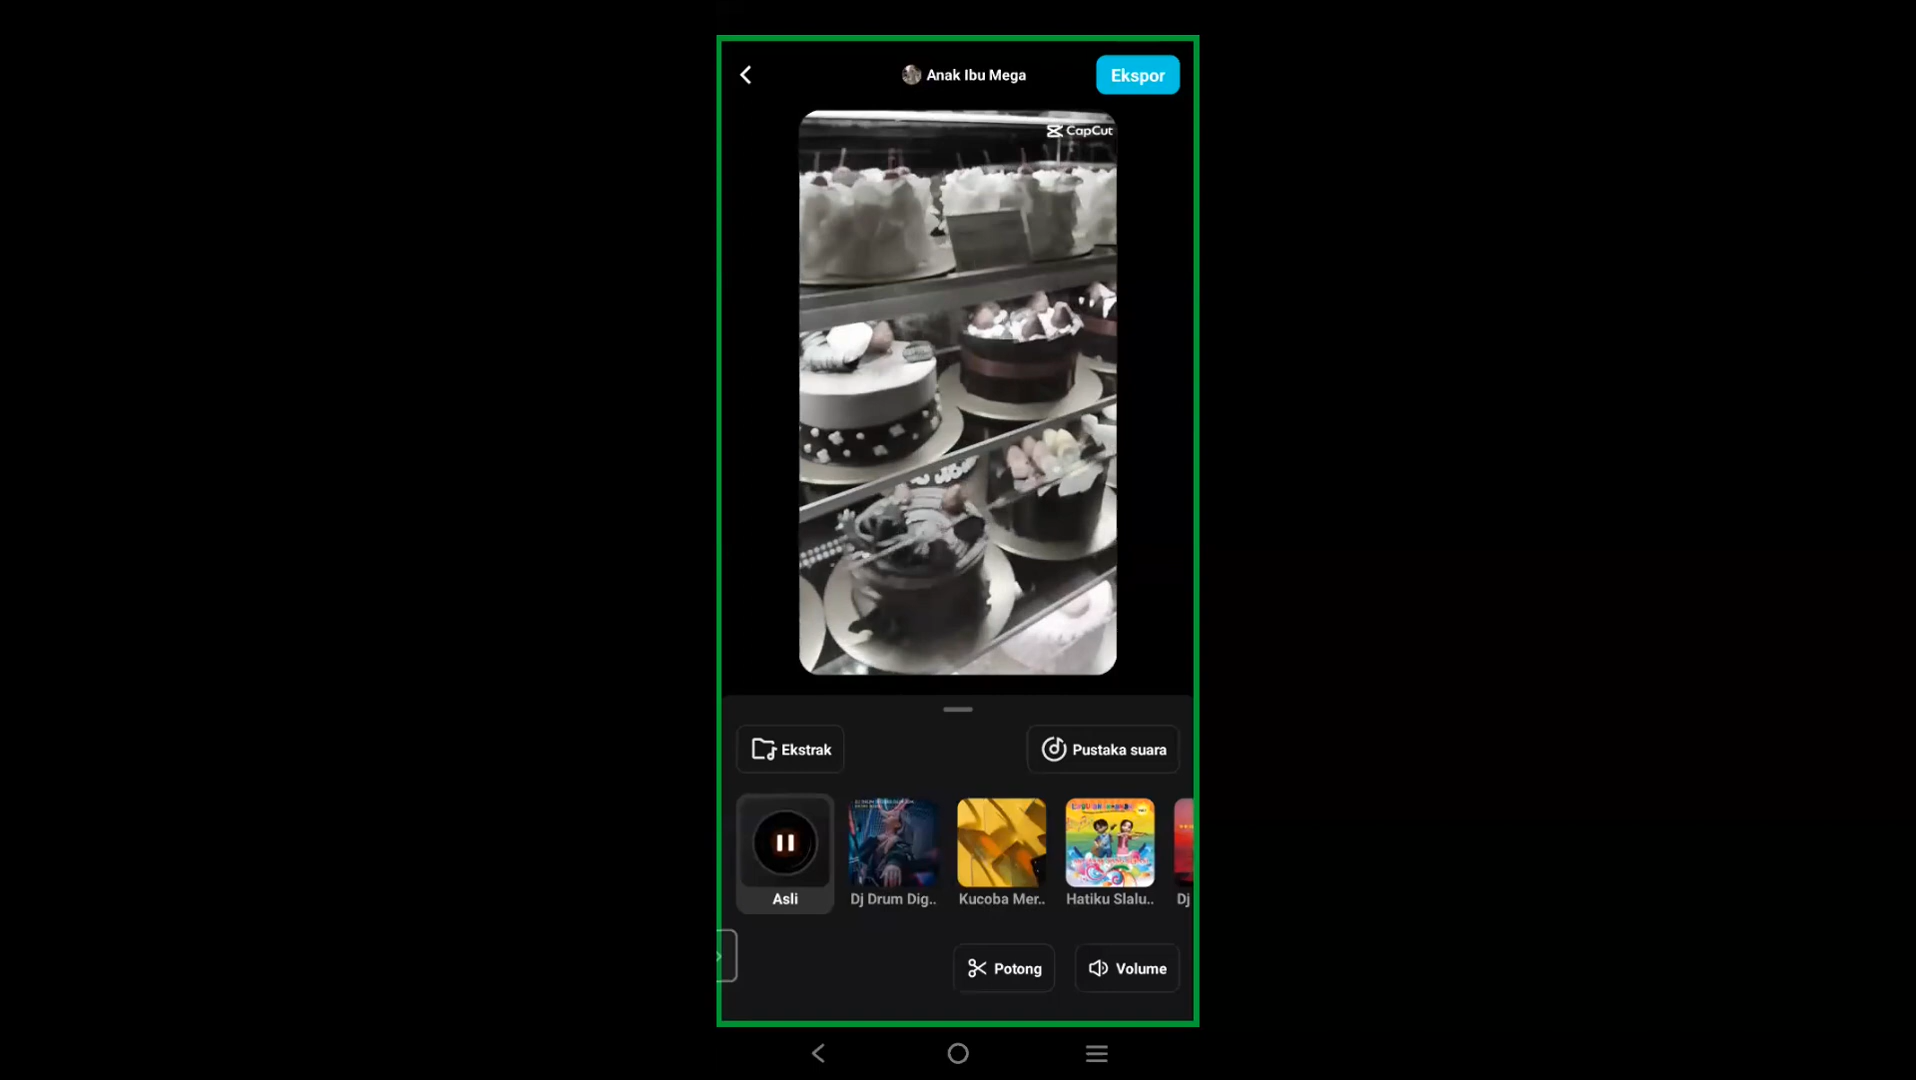 Anak Ibu Mega
Ekspor
CapCut
Ekstrak
Pustaka suara
Asli
Dj Drum Dig..
Kucoba Mer..
Hatiku Slalu..
Dj
Potong
Volume